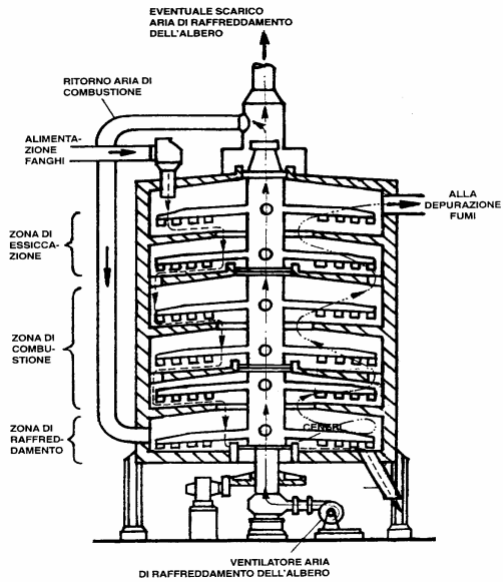 EVENTUALE SCARICO
ARIA DI RAFFREDDAMENTO
DELL'ALBERO
RITORNO ARIA DI
COMBUSTIONE
ALIMENTA-
ZIONE
FANGHI
ALLA
DEPURAZIONE
FUMI
ZONA DI
ESSICCA-
ZIONE
ZONA DI
COMBU-
STIONE
ZONA DI
RAFFRED-
DAMENTO
CENERI
VENTILATORE ARIA
DI RAFFREDDAMENTO DELL'ALBERO